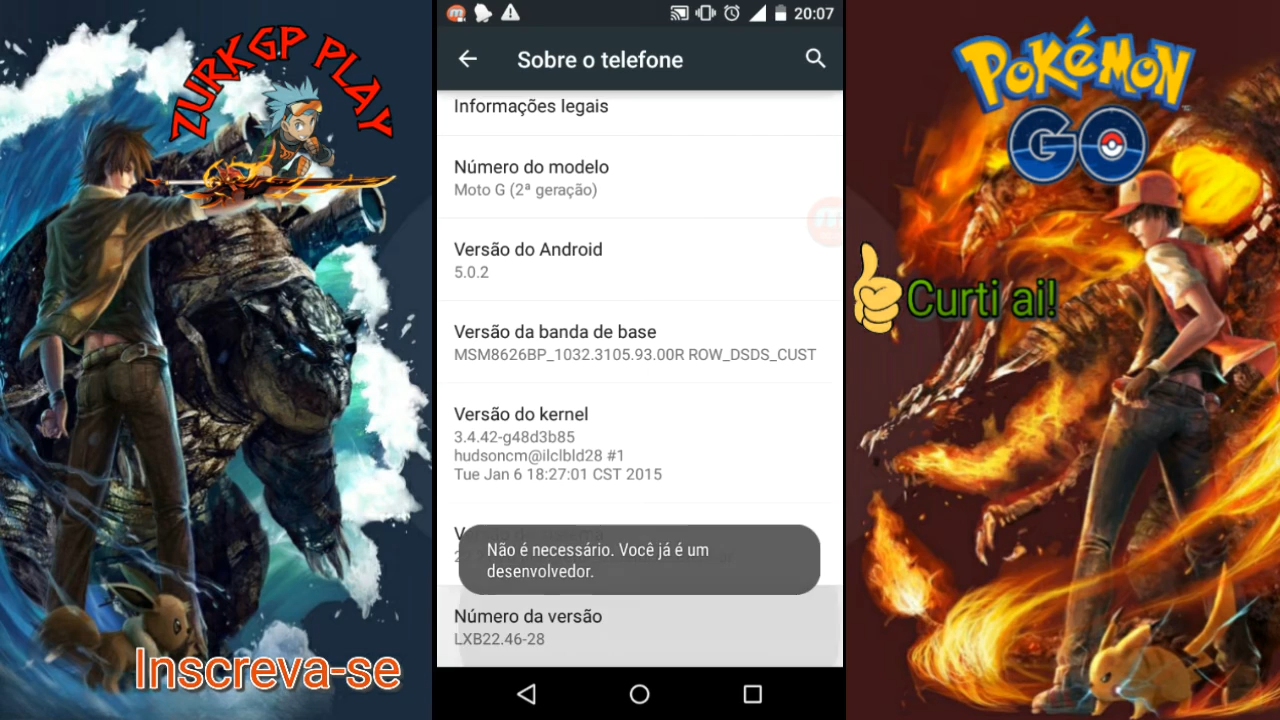 ZURKGP PLAY
20:07
Sobre o telefone
Informações legais
Número do modelo
Moto G (2ª geração)
Versão do Android
5.0.2
Versão da banda de base
MSM8626BP_1032.3105.93.00R ROW_DSDS_CUST
Versão do kernel
3.4.42-g48d3b85
hudsoncm@ilclbld28 #1
Tue Jan 6 18:27:01 CST 2015
Não é necessário. Você já é um
desenvolvedor.
Número da versão
LXB22.46-28
Inscreva-se
POKÉMON
GO
Curti ai!